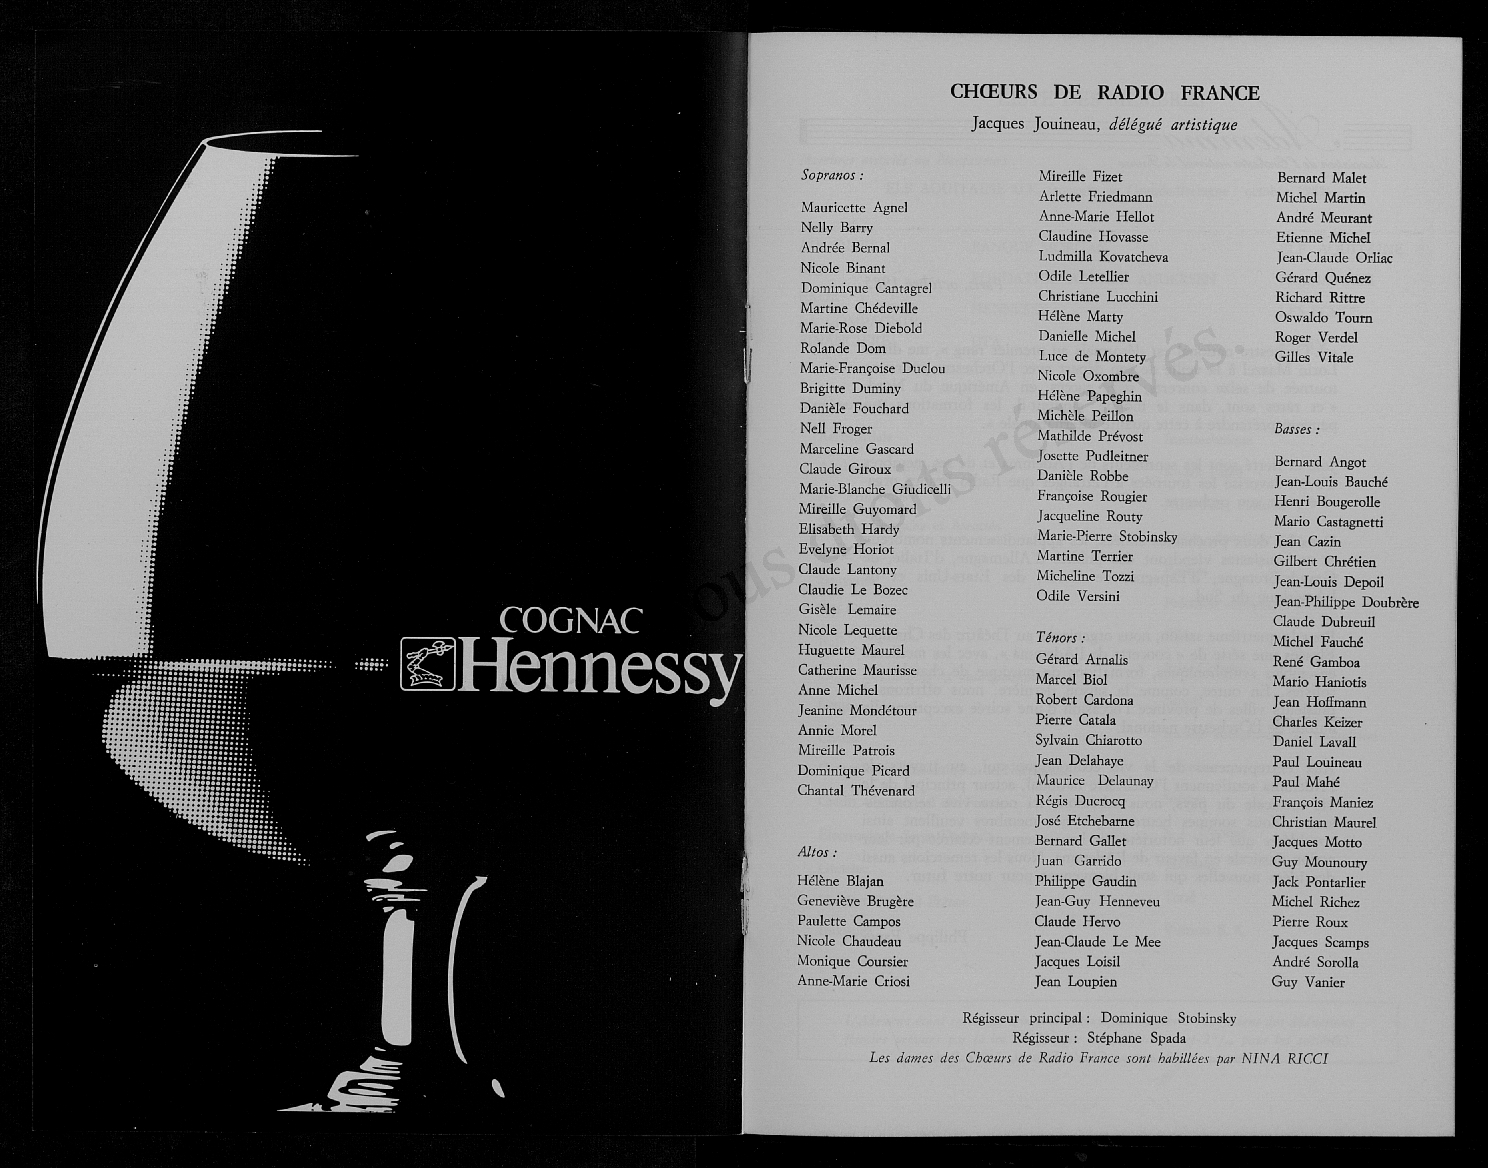 COGNAC
Hennessy
CHŒURS DE RADIO FRANCE
Jacques Jouineau, délégué artistique
Sopranos :
Mauricette Agnel
Nelly Barry
Andrée Bernal
Nicole Binant
Dominique Cantagrel
Martine Chédeville
Marie-Rose Diebold
Rolande Dom
Marie-Françoise Duclou
Brigitte Duminy
Danièle Fouchard
Nell Froger
Marceline Gascard
Claude Giroux
Marie-Blanche Giudicelli
Mireille Guyomard
Elisabeth Hardy
Evelyne Horiot
Claude Lantony
Claudie Le Bozec
Gisèle Lemaire
Nicole Lequette
Huguette Maurel
Catherine Maurisse
Anne Michel
Jeanine Mondétour
Annie Morel
Mireille Patrois
Dominique Picard
Chantal Thévenard
Altos :
Hélène Blajan
Geneviève Brugère
Paulette Campos
Nicole Chaudeau
Monique Coursier
Anne-Marie Criosi
Mireille Fizet
Arlette Friedmann
Anne-Marie Hellot
Claudine Hovasse
Ludmilla Kovatcheva
Odile Letellier
Christiane Lucchini
Hélène Marty
Danielle Michel
Luce de Montety
Nicole Oxombre
Hélène Papeghin
Michèle Peillon
Mathilde Prévost
Josette Pudleitner
Danièle Robbe
Françoise Rougier
Jacqueline Routy
Marie-Pierre Stobinsky
Martine Terrier
Micheline Tozzi
Odile Versini
Ténors :
Gérard Arnalis
Marcel Biol
Robert Cardona
Pierre Catala
Sylvain Chiarotto
Jean Delahaye
Maurice Delaunay
Régis Ducrocq
José Etchebarne
Bernard Gallet
Juan Garrido
Philippe Gaudin
Jean-Guy Henneveu
Claude Hervo
Jean-Claude Le Mee
Jacques Loisil
Jean Loupien
Bernard Malet
Michel Martin
André Meurant
Etienne Michel
Jean-Claude Orliac
Gérard Quénez
Richard Rittre
Oswaldo Tourn
Roger Verdel
Gilles Vitale
Basses :
Bernard Angot
Jean-Louis Bauché
Henri Bougerolle
Mario Castagnetti
Jean Cazin
Gilbert Chrétien
Jean-Louis Depoil
Jean-Philippe Doubrère
Claude Dubreuil
Michel Fauché
René Gamboa
Mario Haniotis
Jean Hoffmann
Charles Keizer
Daniel Lavall
Paul Louineau
Paul Mahé
François Maniez
Christian Maurel
Jacques Motto
Guy Mounoury
Jack Pontarlier
Michel Richez
Pierre Roux
Jacques Scamps
André Sorolla
Guy Vanier
Régisseur principal : Dominique Stobinsky
Régisseur : Stéphane Spada
Les dames des Chœurs de Radio France sont habillées par NINA RICCI
réservés.